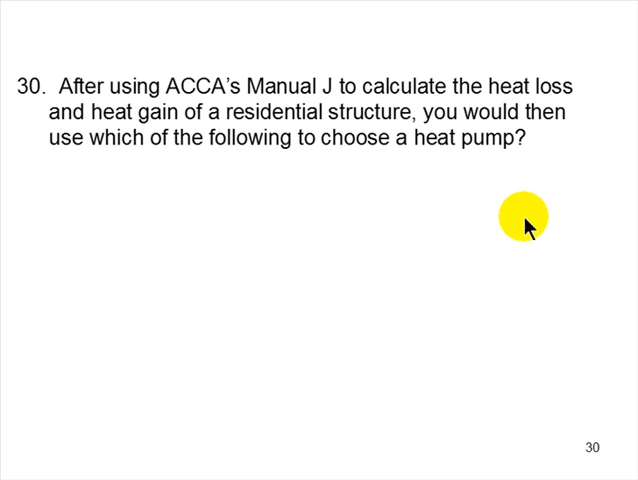 30.  After using ACCA's Manual J to calculate the heat loss
and heat gain of a residential structure, you would then
use which of the following to choose a heat pump?
30